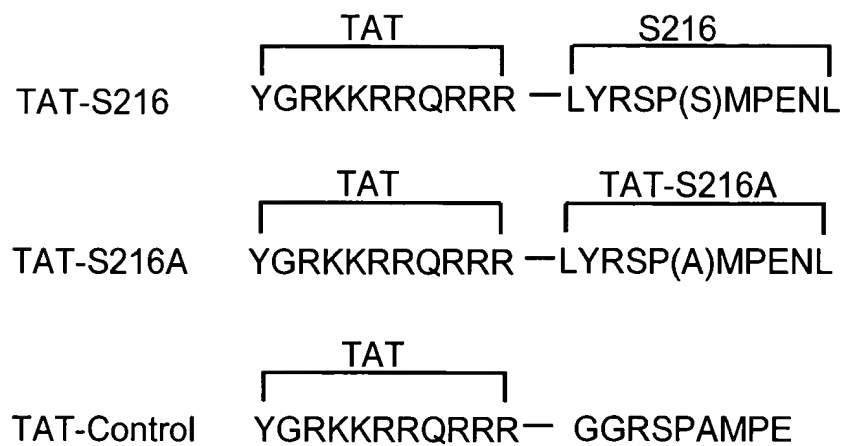 TAT S216
TAT-S216 YGRKKRRQRRR — LYRSP(S)MPENL
TAT TAT-S216A
TAT-S216A YGRKKRRQRRR — LYRSP(A)MPENL
TAT
TAT-Control YGRKKRRQRRR — GGRSPAMPE